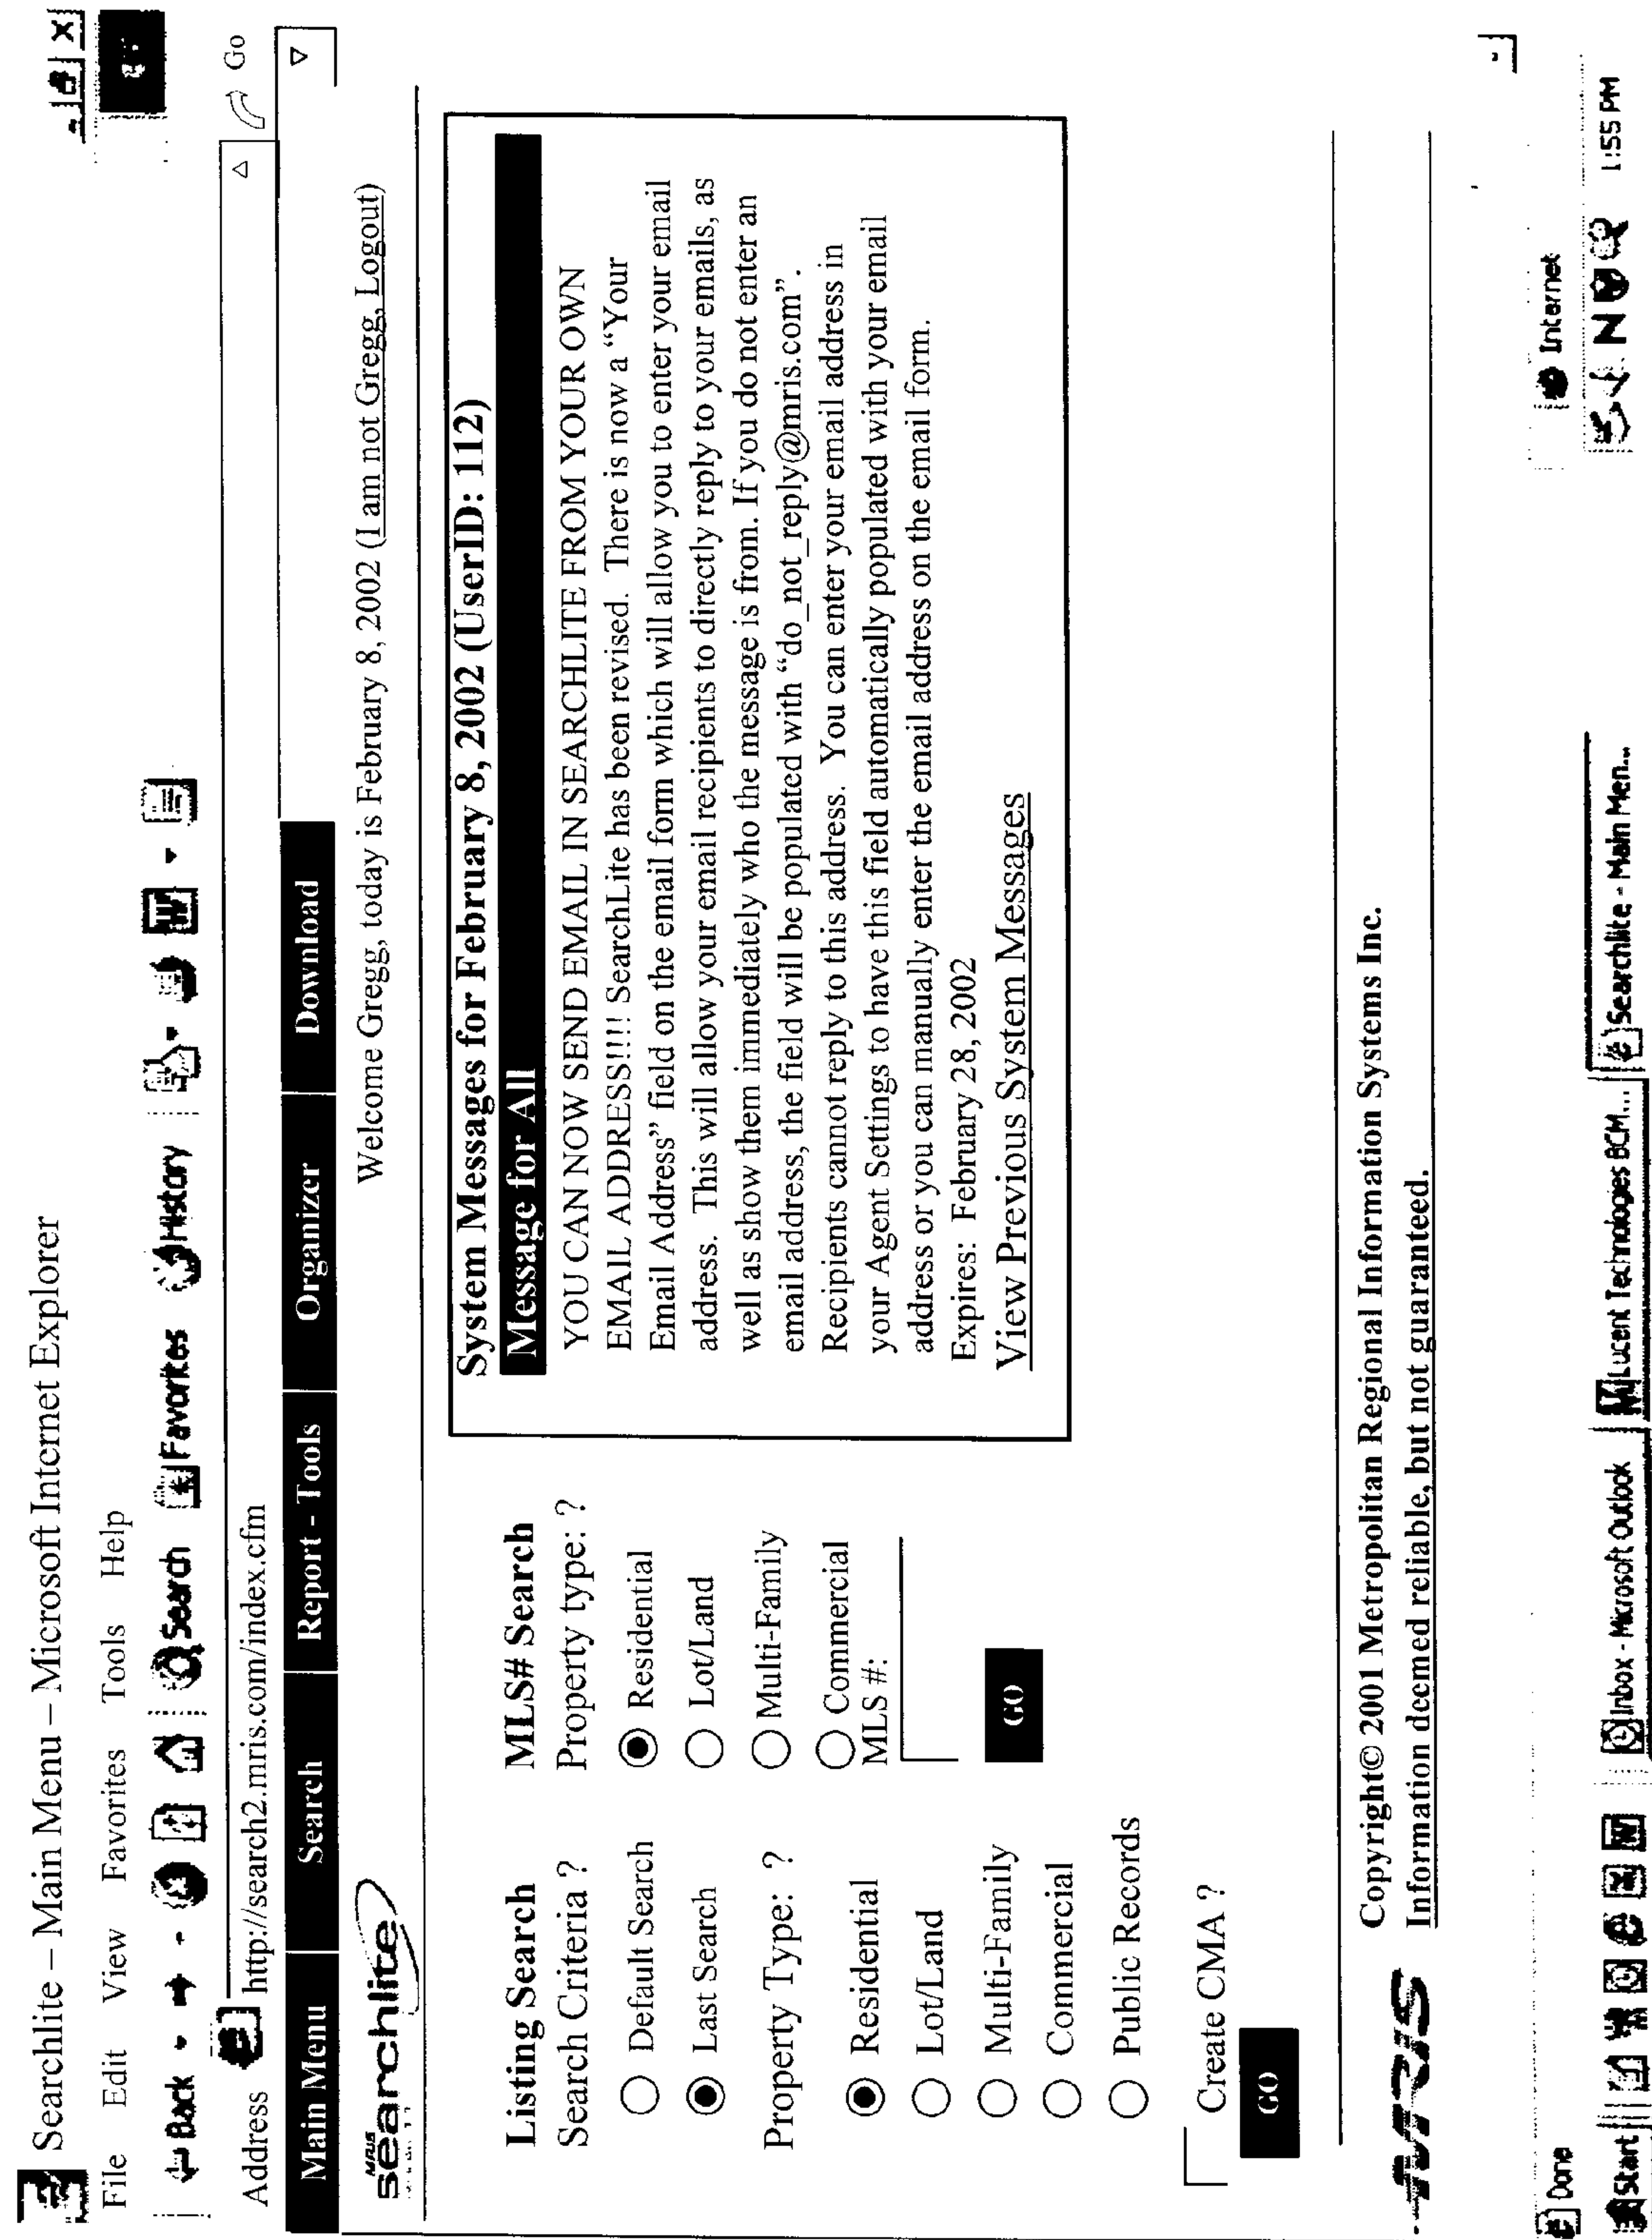 Searchlite – Main Menu – Microsoft Internet Explorer
File Edit View Favorites Tools Help
Back Search Favorites History
Address http://search2.mris.com/index.cfm Go
Main Menu Search Report - Tools Organizer Download
MRIS
searchlite
Welcome Gregg, today is February 8, 2002 (I am not Gregg, Logout)
Listing Search
Search Criteria ?
Default Search
Last Search
Property Type: ?
Residential
Lot/Land
Multi-Family
Commercial
Public Records
Create CMA ?
GO
MLS# Search
Property type: ?
Residential
Lot/Land
Multi-Family
Commercial
MLS #:
GO
System Messages for February 8, 2002 (UserID: 112)
Message for All
YOU CAN NOW SEND EMAIL IN SEARCHLITE FROM YOUR OWN
EMAIL ADDRESS!!!! SearchLite has been revised. There is now a “Your
Email Address” field on the email form which will allow you to enter your email
address. This will allow your email recipients to directly reply to your emails, as
well as show them immediately who the message is from. If you do not enter an
email address, the field will be populated with “do_not_reply@mris.com”.
Recipients cannot reply to this address. You can enter your email address in
your Agent Settings to have this field automatically populated with your email
address or you can manually enter the email address on the email form.
Expires: February 28, 2002
View Previous System Messages
MRIS
Copyright© 2001 Metropolitan Regional Information Systems Inc.
Information deemed reliable, but not guaranteed.
Done Internet
Start Inbox - Microsoft Outlook Lucent Technologies BCM... Searchlite - Main Men... 1:55 PM